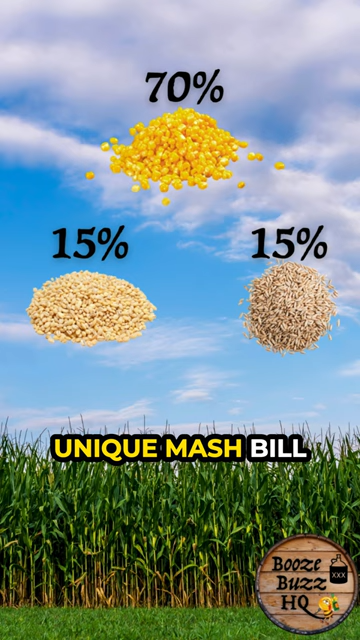 70%
15%
15%
UNIQUE MASH BILL
BOOZE
BUZZ
XXX
HQ